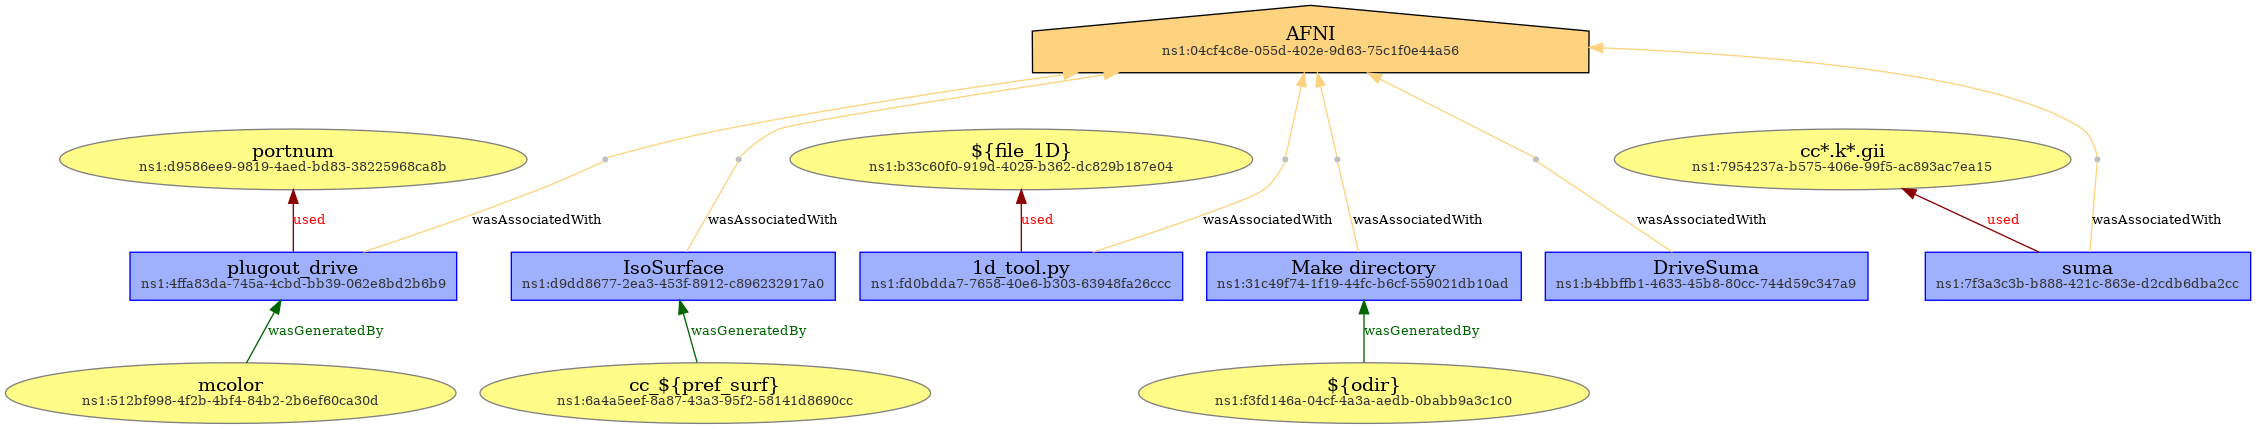 AFNI
ns1:04cf4c8e-055d-402e-9d63-75c1f0e44a56
portnum
ns1:d9586ee9-9819-4aed-bd83-38225968ca8b
${file_1D}
ns1:b33c60f0-919d-4029-b362-dc829b187e04
cc*.k*.gii
ns1:7954237a-b575-406e-99f5-ac893ac7ea15
used
wasAssociatedWith
wasAssociatedWith
used
wasAssociatedWith
wasAssociatedWith
wasAssociatedWith
used
wasAssociatedWith
plugout_drive
ns1:4ffa83da-745a-4cbd-bb39-062e8bd2b6b9
IsoSurface
ns1:d9dd8677-2ea3-453f-8912-c896232917a0
1d_tool.py
ns1:fd0bdda7-7658-40e6-b303-63948fa26ccc
Make directory
ns1:31c49f74-1f19-44fc-b6cf-559021db10ad
DriveSuma
ns1:b4bbffb1-4633-45b8-80cc-744d59c347a9
suma
ns1:7f3a3c3b-b888-421c-863e-d2cdb6dba2cc
wasGeneratedBy
wasGeneratedBy
wasGeneratedBy
mcolor
ns1:512bf998-4f2b-4bf4-84b2-2b6ef60ca30d
cc_${pref_surf}
ns1:6a4a5eef-8a87-43a3-95f2-58141d8690cc
${odir}
ns1:f3fd146a-04cf-4a3a-aedb-0babb9a3c1c0